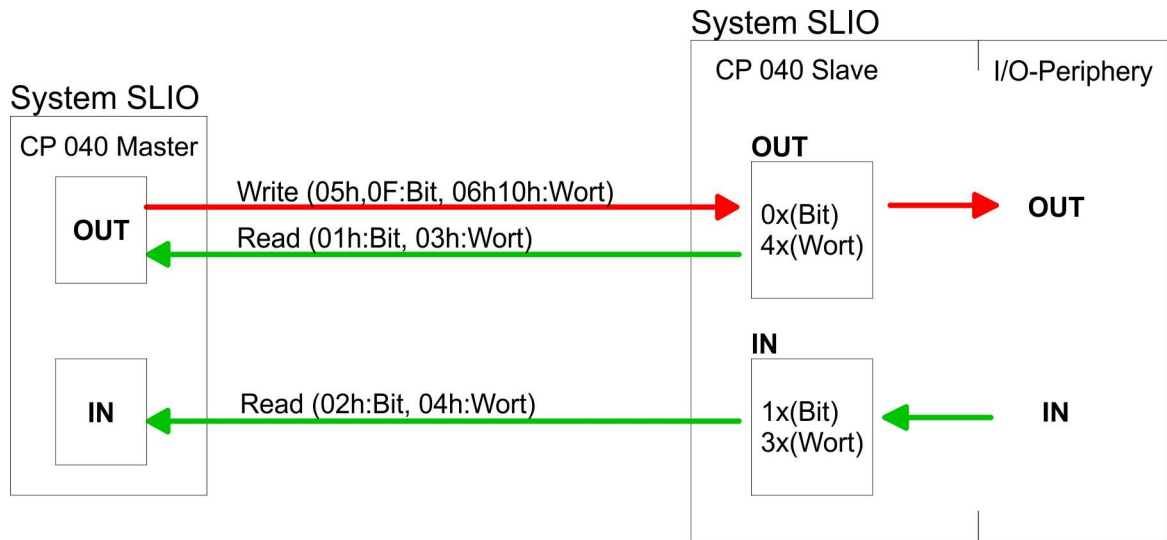 System SLIO
CP 040 Slave
I/O-Periphery
System SLIO
CP 040 Master
OUT
Write (05h,0F:Bit, 06h10h:Wort)
Read (01h:Bit, 03h:Wort)
OUT
0x(Bit)
4x(Wort)
OUT
IN
Read (02h:Bit, 04h:Wort)
IN
1x(Bit)
3x(Wort)
IN